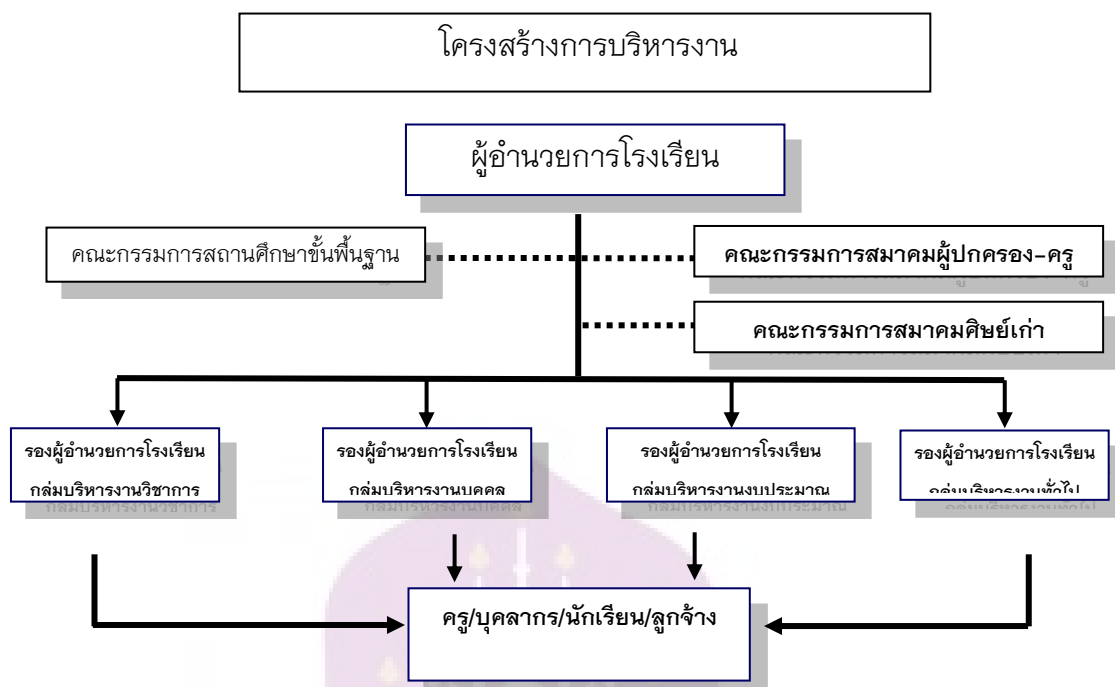 โครงสร้างการบริหารงาน
ผู้อำนวยการโรงเรียน
คณะกรรมการสถานศึกษาขั้นพื้นฐาน
คณะกรรมการสมาคมผู้ปกครอง-ครู
คณะกรรมการสมาคมศิษย์เก่า
รองผู้อำนวยการโรงเรียน
กลุ่มบริหารงานวิชาการ
รองผู้อำนวยการโรงเรียน
กลุ่มบริหารงานบุคคล
รองผู้อำนวยการโรงเรียน
กลุ่มบริหารงานงบประมาณ
รองผู้อำนวยการโรงเรียน
กลุ่มบริหารงานทั่วไป
ครู/บุคลากร/นักเรียน/ลูกจ้าง